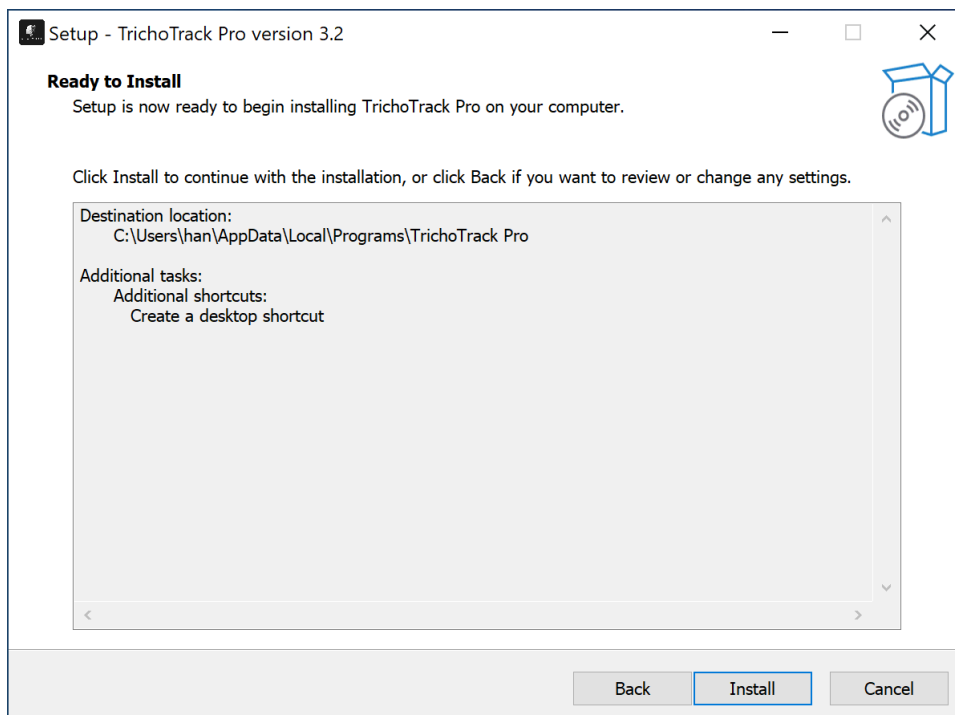 Setup - TrichoTrack Pro version 3.2
Ready to Install
Setup is now ready to begin installing TrichoTrack Pro on your computer.
Click Install to continue with the installation, or click Back if you want to review or change any settings.
Destination location:
C:\Users\han\AppData\Local\Programs\TrichoTrack Pro
Additional tasks:
Additional shortcuts:
Create a desktop shortcut
Back
Install
Cancel